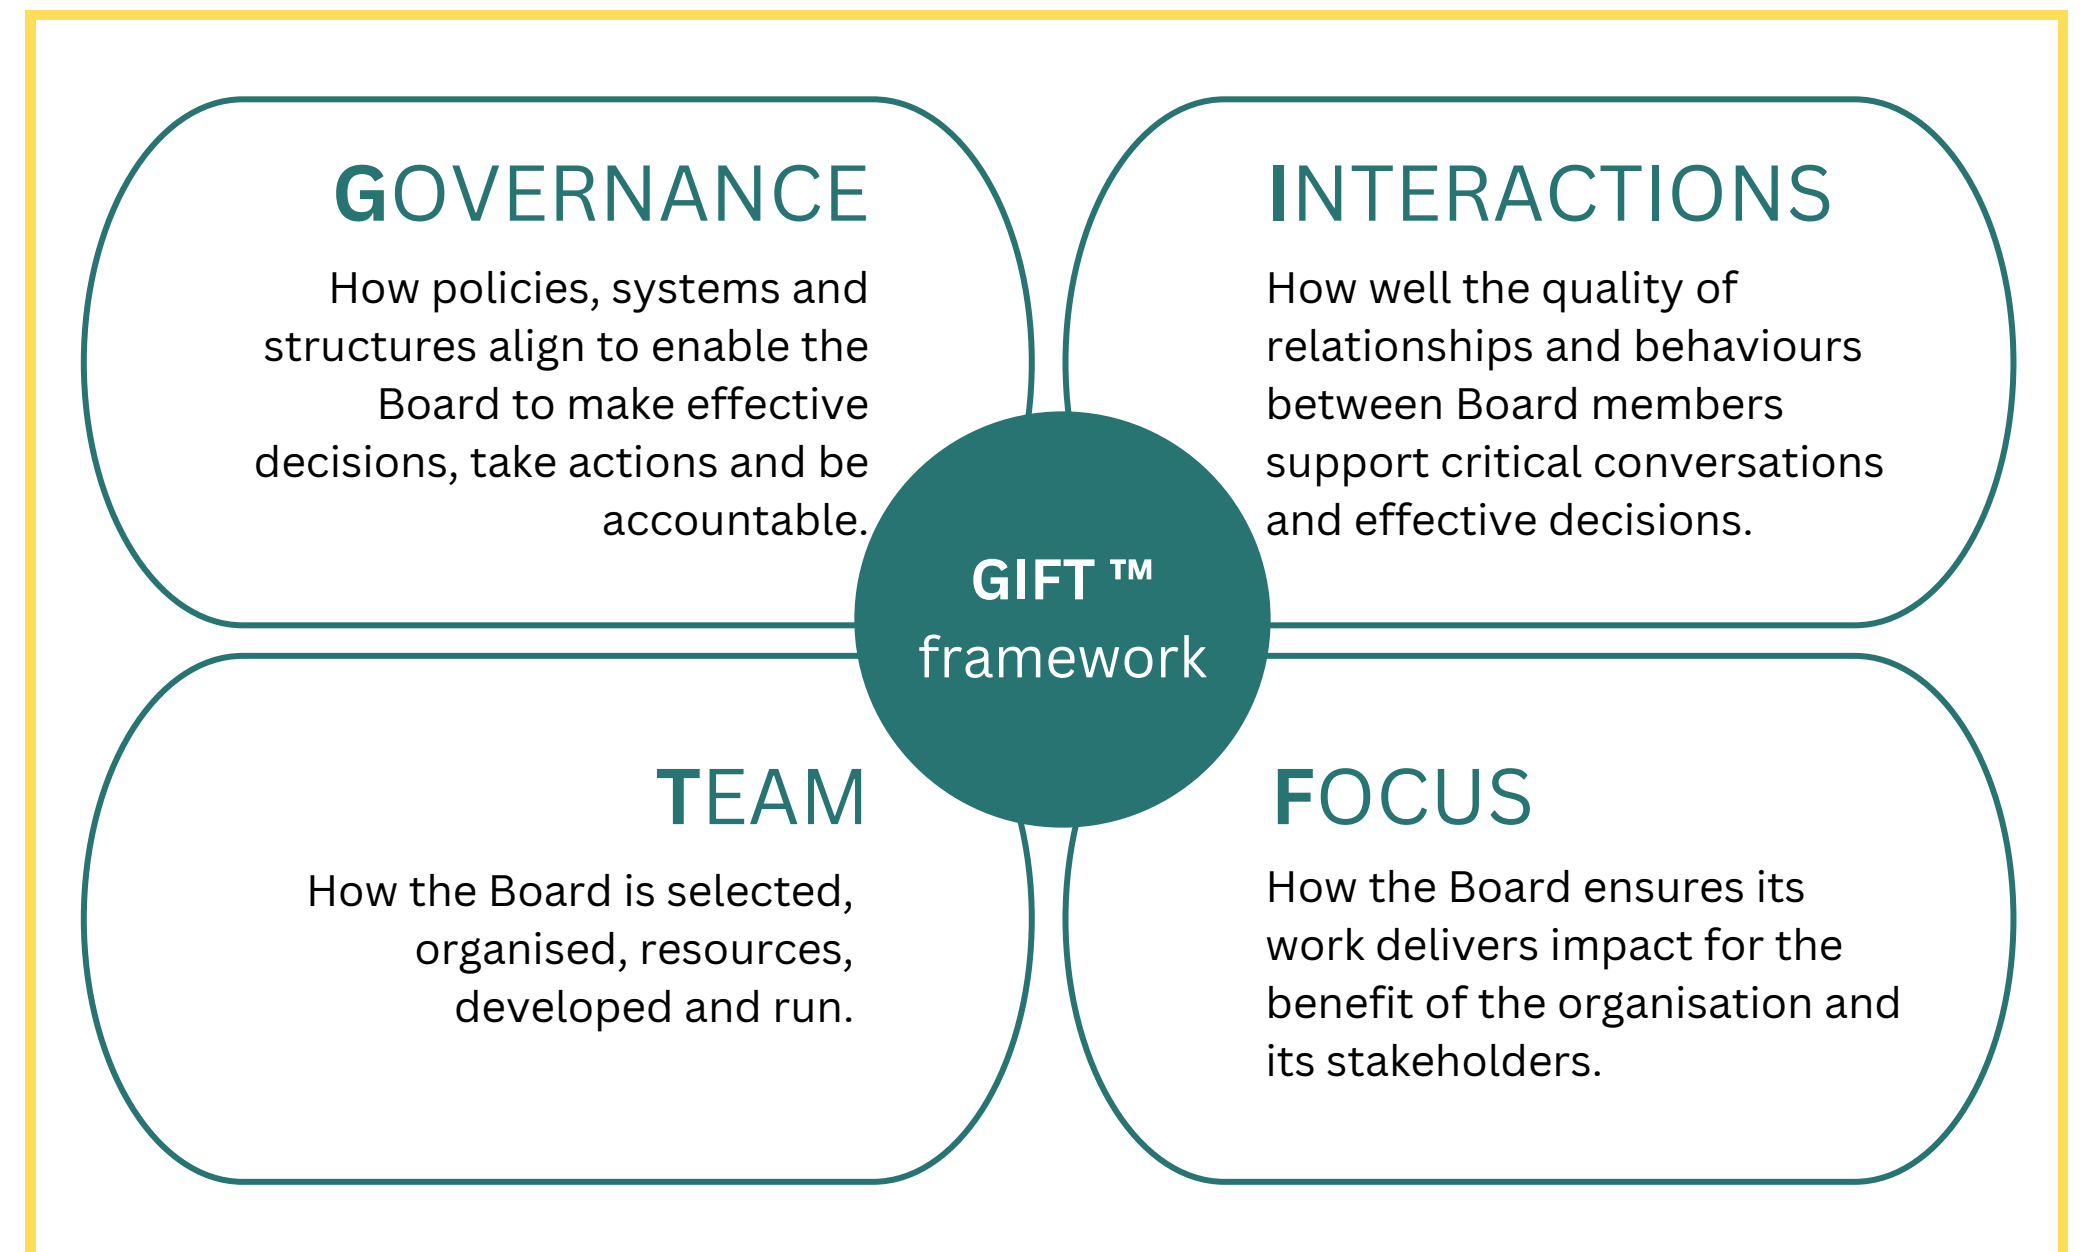 GOVERNANCE
How policies, systems and
structures align to enable the
Board to make effective
decisions, take actions and be
accountable.
INTERACTIONS
How well the quality of
relationships and behaviours
between Board members
support critical conversations
and effective decisions.
GIFT ™
framework
TEAM
How the Board is selected,
organised, resources,
developed and run.
FOCUS
How the Board ensures its
work delivers impact for the
benefit of the organisation and
its stakeholders.